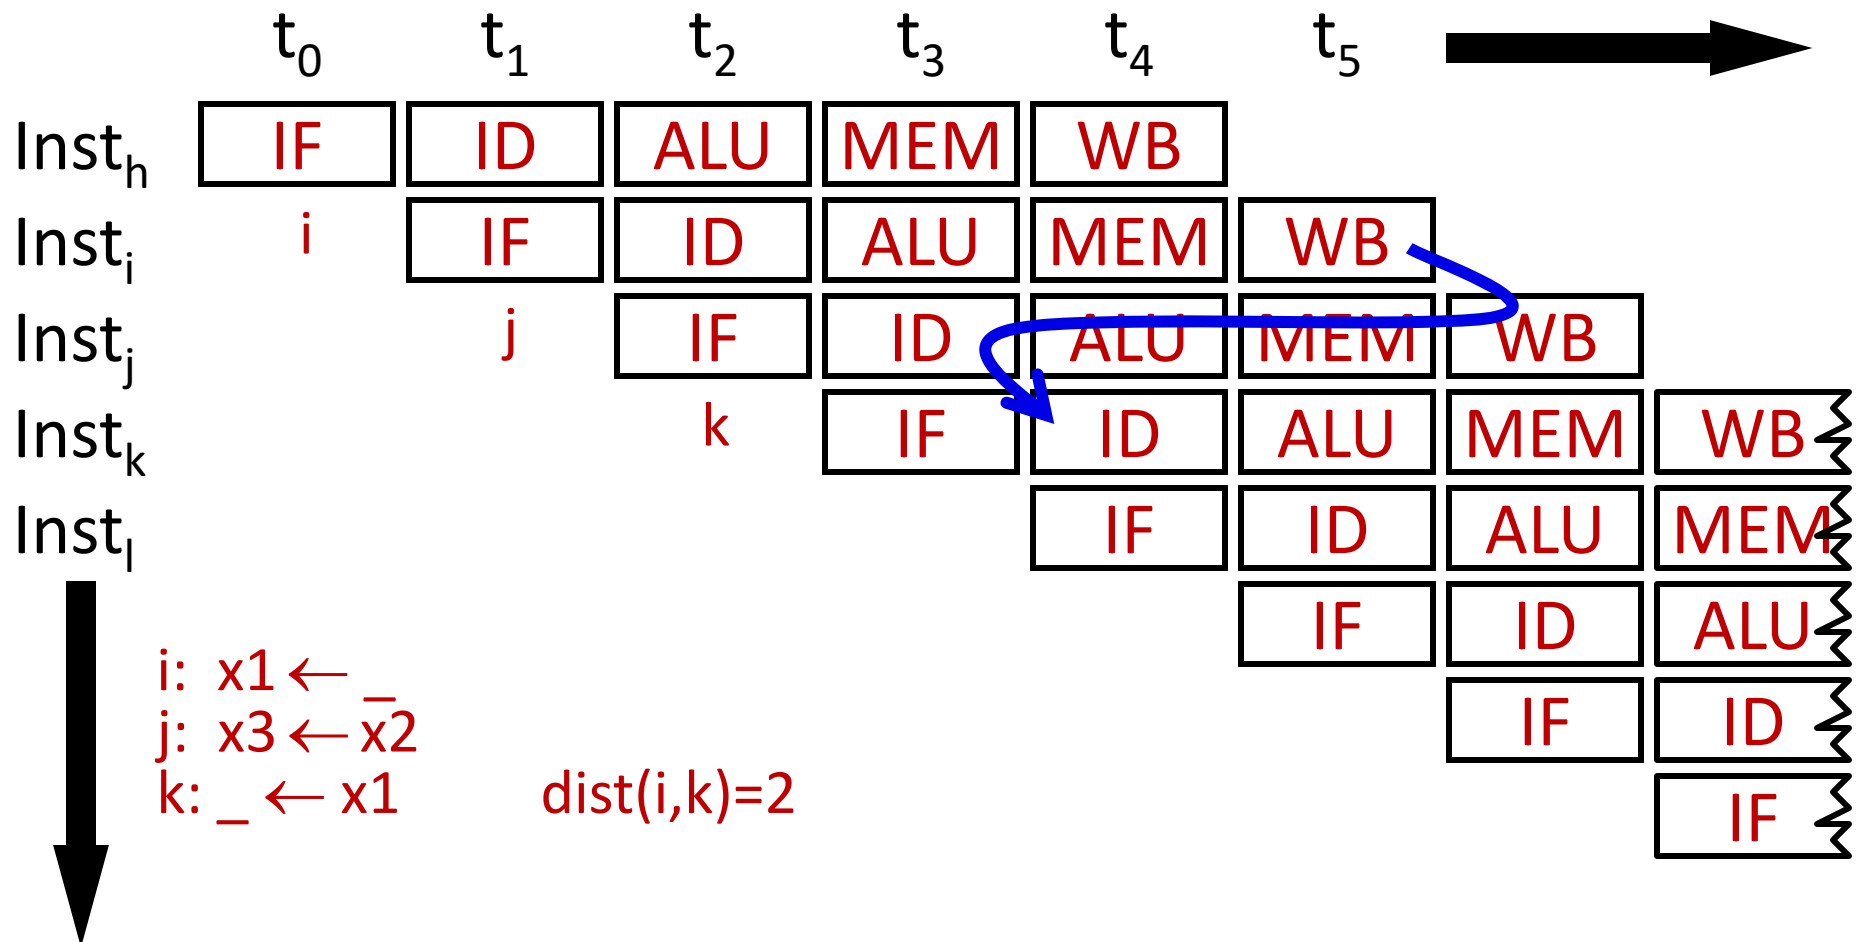 t0 t1 t2 t3 t4 t5
Insth IF ID ALU MEM WB
Insti i IF ID ALU MEM WB
Instj j IF ID ALU MEM WB
Instk k IF ID ALU MEM WB
Instl IF ID ALU MEM
IF ID ALU
i: x1 ← _ IF ID
j: x3 ← x2
k: _ ← x1 dist(i,k)=2 IF